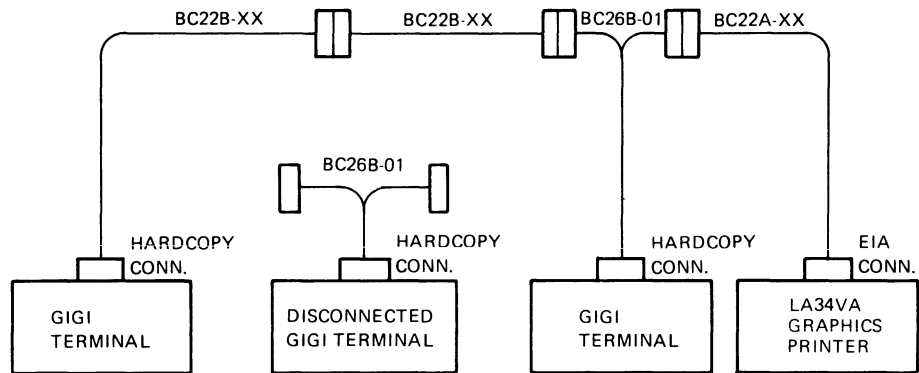 BC22B-XX
BC22B-XX
BC26B-01
BC22A-XX
BC26B-01
HARDCOPY
CONN.
HARDCOPY
CONN.
HARDCOPY
CONN.
EIA
CONN.
GIGI
TERMINAL
DISCONNECTED
GIGI TERMINAL
GIGI
TERMINAL
LA34VA
GRAPHICS
PRINTER